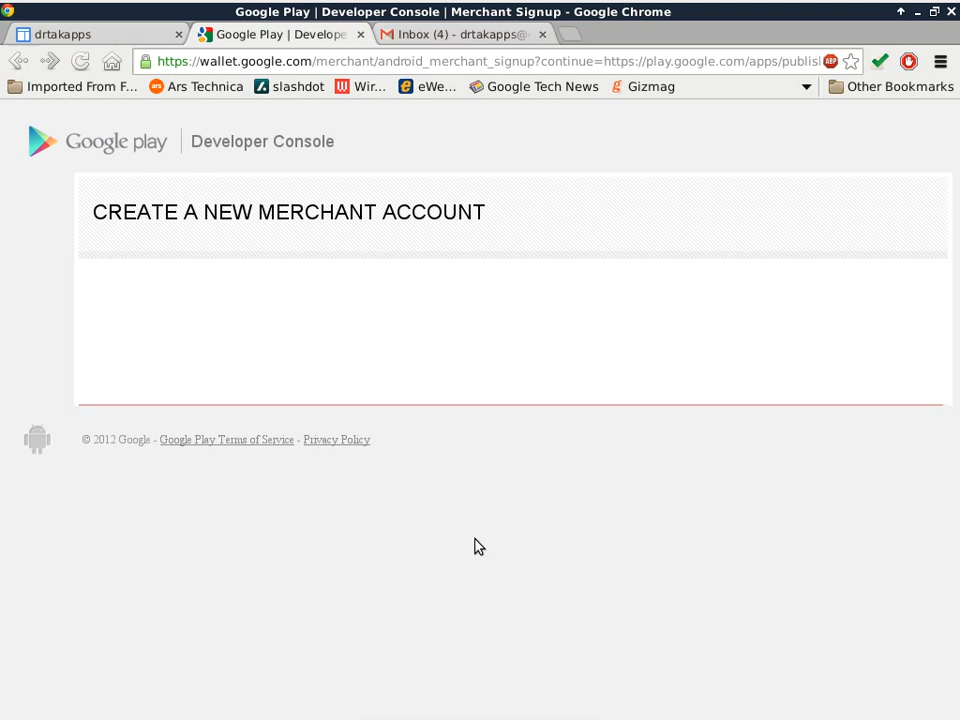 Google Play | Developer Console | Merchant Signup - Google Chrome
drtakapps
Google Play | Develope
Inbox (4) - drtakapps@
https://wallet.google.com/merchant/android_merchant_signup?continue=https://play.google.com/apps/publis
ABP
Imported From F... ars Ars Technica slashdot W Wir... e eWe... Google Tech News g Gizmag Other Bookmarks
Google play Developer Console
CREATE A NEW MERCHANT ACCOUNT
© 2012 Google - Google Play Terms of Service - Privacy Policy